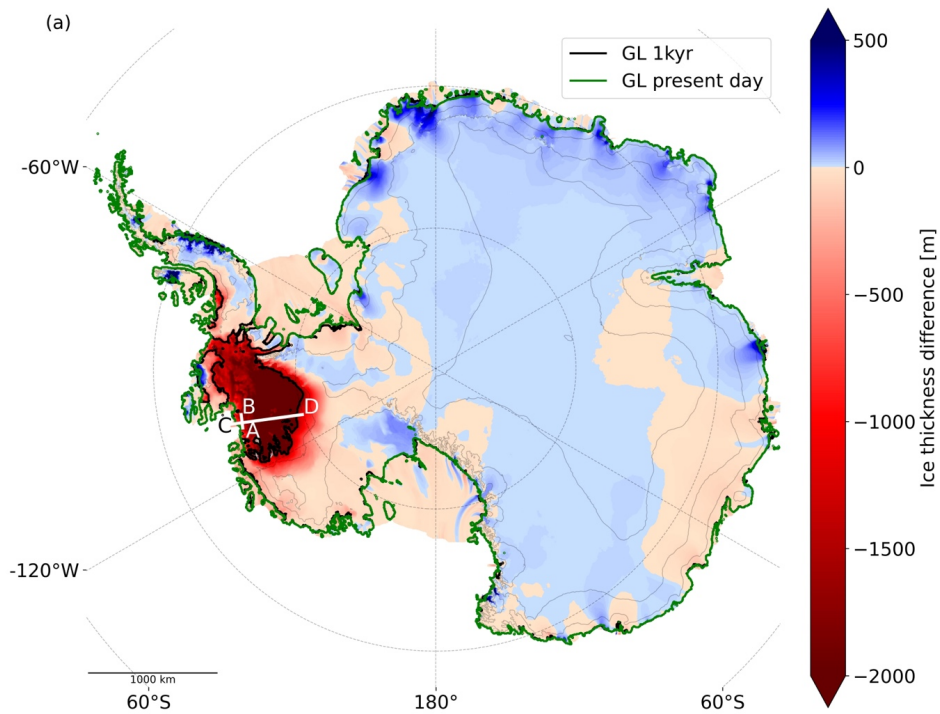 (a)
GL 1kyr
GL present day
-60°W
-120°W
B
D
C
A
1000 km
60°S
180°
60°S
500
0
−500
−1000
−1500
−2000
Ice thickness difference [m]